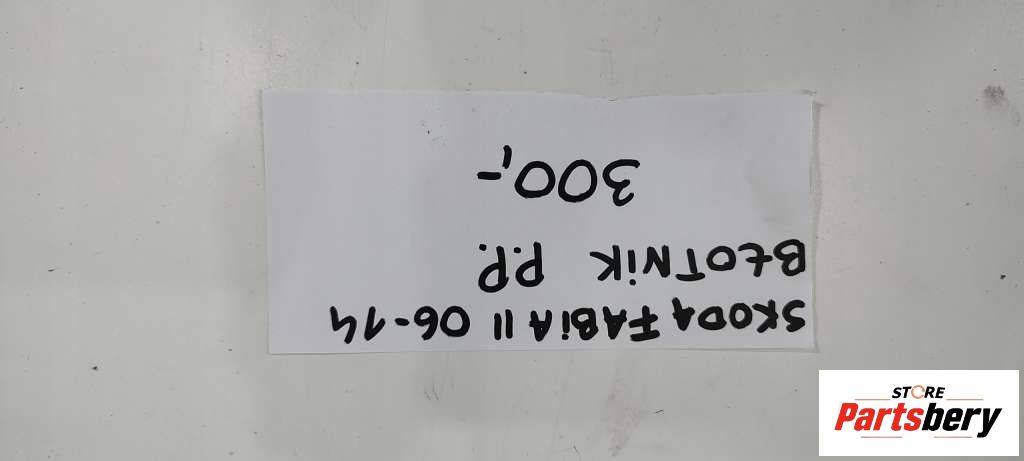 SKODA FABiA II 06-14
BŁOTNiK P.P.
300,-
STORE
Partsbery